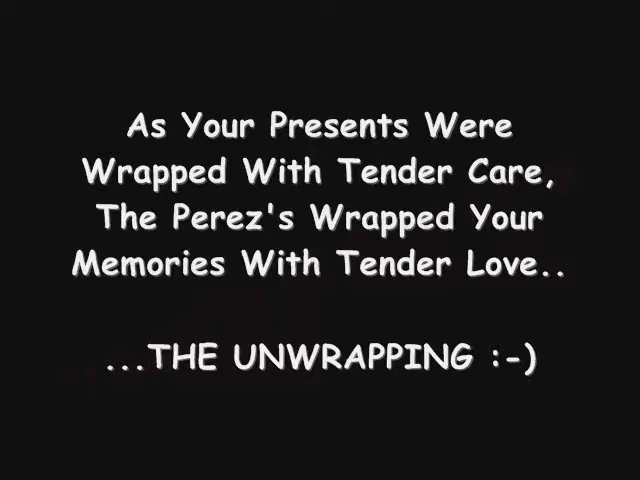 As Your Presents Were
Wrapped With Tender Care,
The Perez's Wrapped Your
Memories With Tender Love..
...THE UNWRAPPING :-)